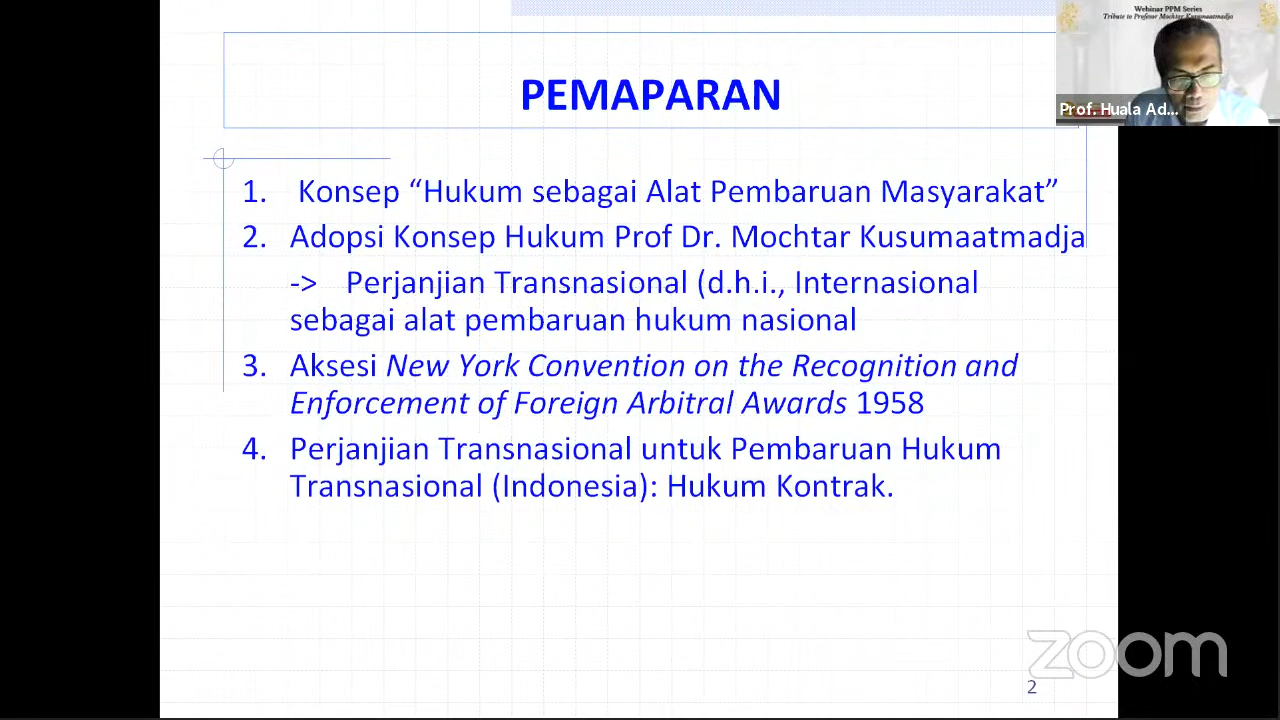 Webinar PPM Series
Tribute to Profesor Mochtar Kusumaatmadja
Prof. Huala Ad...
PEMAPARAN
1. Konsep “Hukum sebagai Alat Pembaruan Masyarakat”
2. Adopsi Konsep Hukum Prof Dr. Mochtar Kusumaatmadja
-> Perjanjian Transnasional (d.h.i., Internasional
sebagai alat pembaruan hukum nasional
3. Aksesi New York Convention on the Recognition and
Enforcement of Foreign Arbitral Awards 1958
4. Perjanjian Transnasional untuk Pembaruan Hukum
Transnasional (Indonesia): Hukum Kontrak.
zoom
2